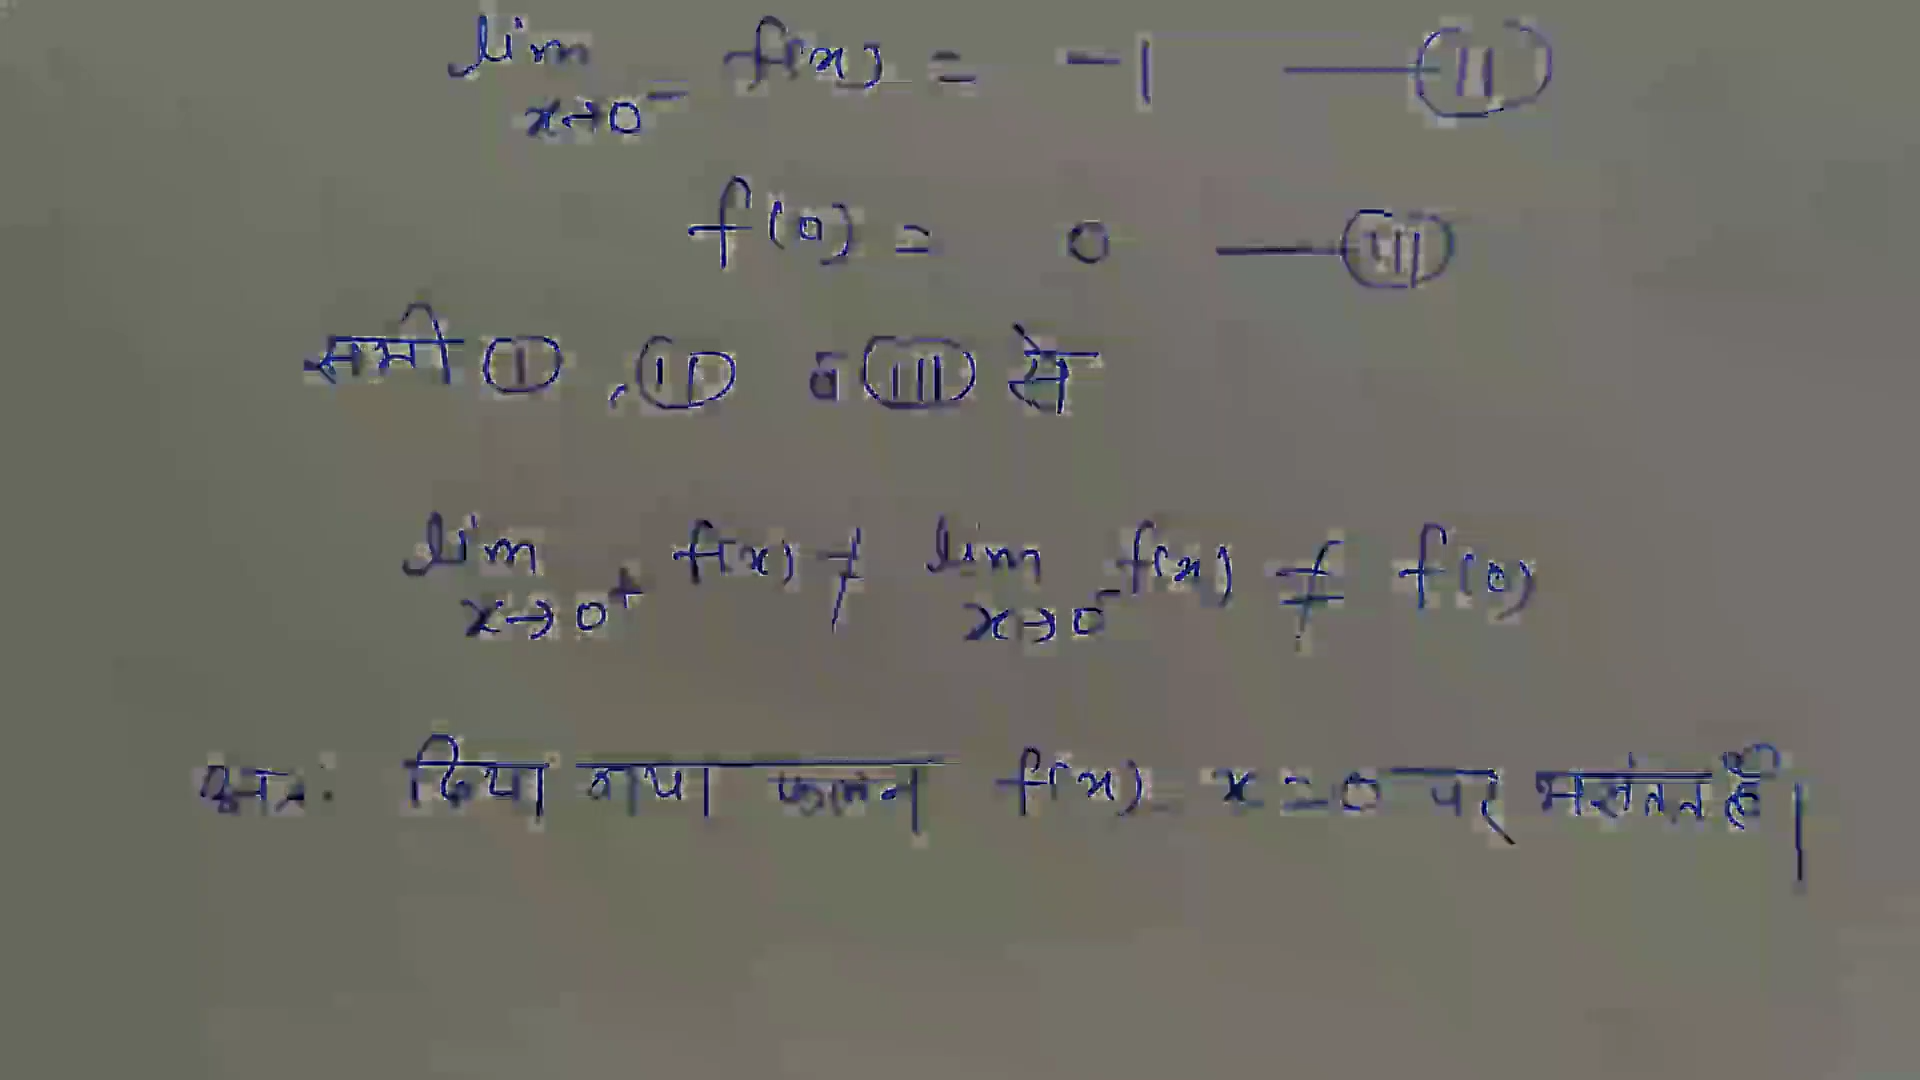 lim f(x) = -1 —(II)
x→0⁻
f(0) = 0 —(III)
समी (I), (II) व (III) से
lim f(x) ≠ lim f(x) ≠ f(0)
x→0⁺ x→0⁻
अतः दिया गया फलन f(x) x=0 पर असंतत है।